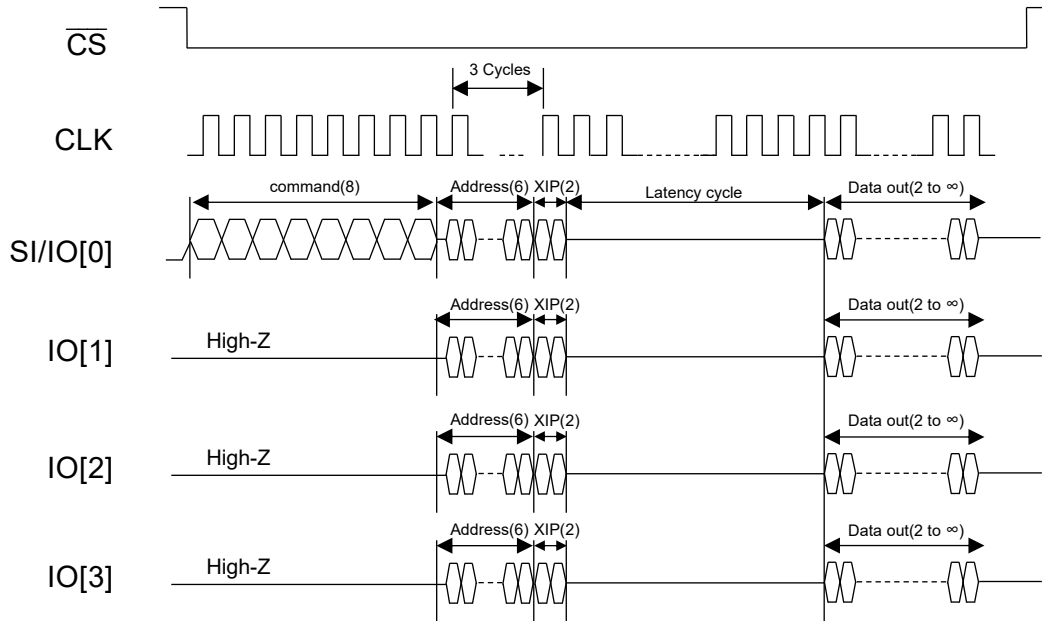 CS
3 Cycles
CLK
command(8)
Address(6) XIP(2)
Latency cycle
Data out(2 to ∞)
SI/IO[0]
Address(6) XIP(2)
Data out(2 to ∞)
IO[1]
High-Z
Address(6) XIP(2)
Data out(2 to ∞)
IO[2]
High-Z
Address(6) XIP(2)
Data out(2 to ∞)
IO[3]
High-Z